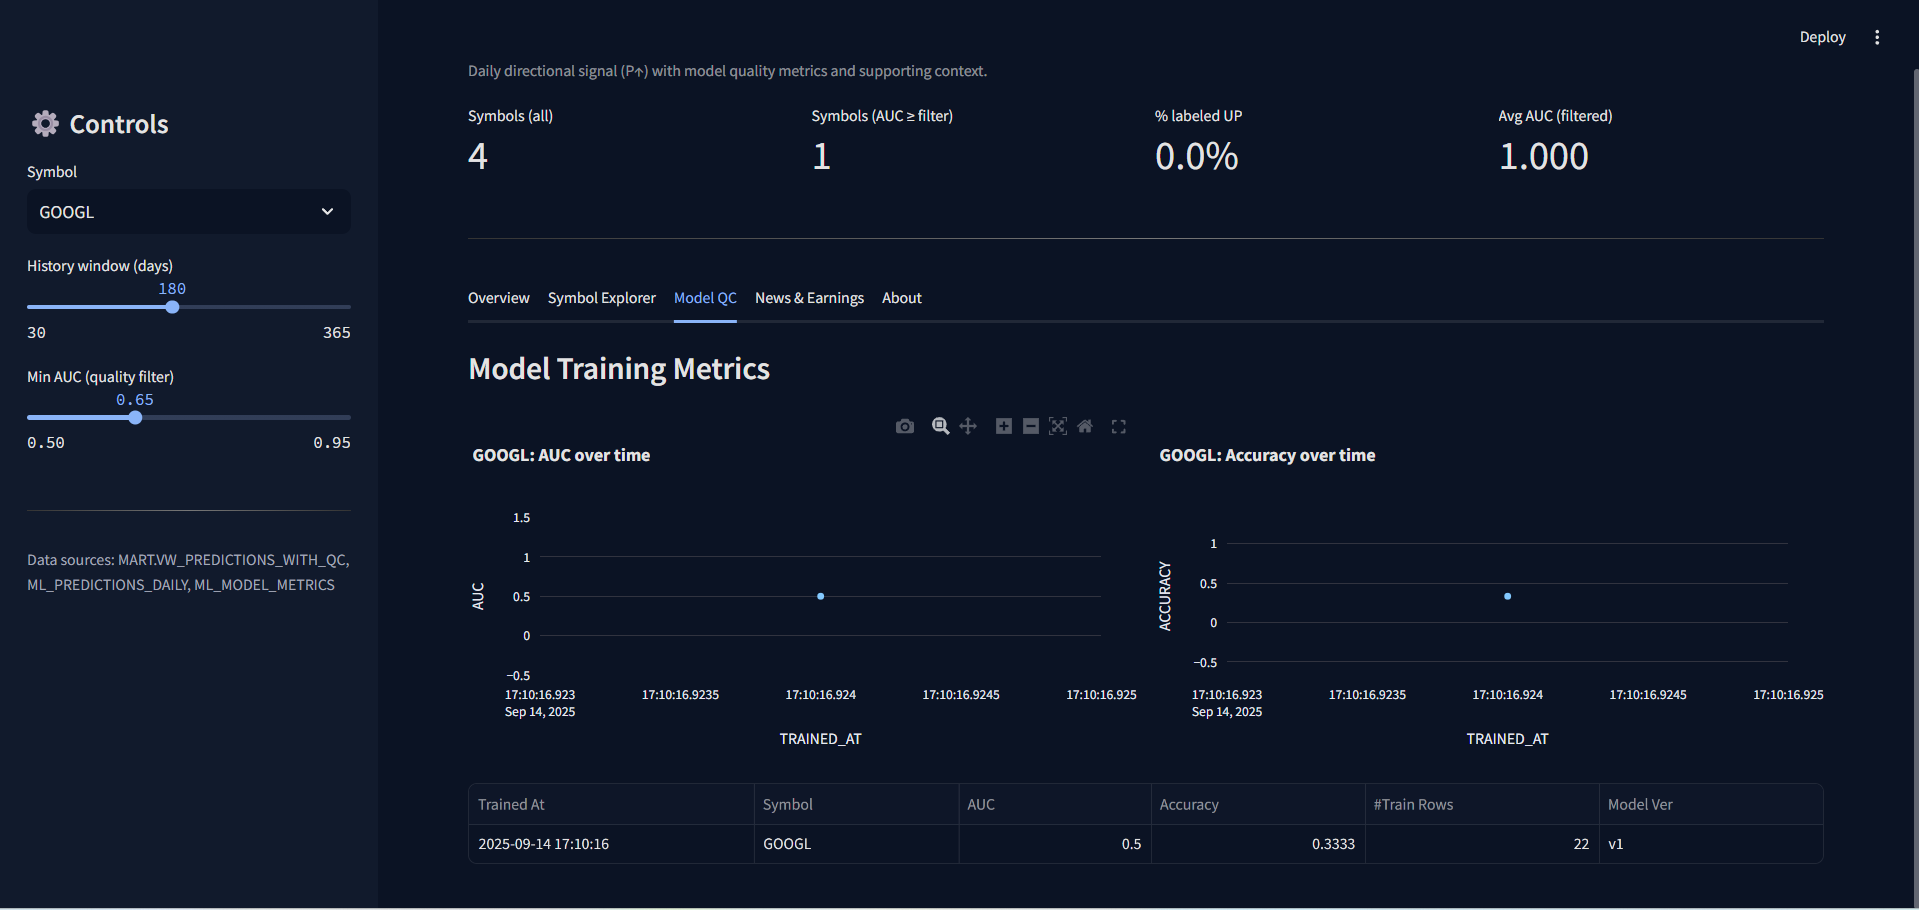 Deploy
Controls
Symbol
GOOGL
History window (days)
180
30 365
Min AUC (quality filter)
0.65
0.50 0.95
Data sources: MART.VW_PREDICTIONS_WITH_QC,
ML_PREDICTIONS_DAILY, ML_MODEL_METRICS
Daily directional signal (P↑) with model quality metrics and supporting context.
Symbols (all) Symbols (AUC ≥ filter) % labeled UP Avg AUC (filtered)
4 1 0.0% 1.000
Overview Symbol Explorer Model QC News & Earnings About
Model Training Metrics
GOOGL: AUC over time
1.5
1
0.5
0
−0.5
AUC
17:10:16.923 17:10:16.9235 17:10:16.924 17:10:16.9245 17:10:16.925
Sep 14, 2025
TRAINED_AT
GOOGL: Accuracy over time
1
0.5
0
−0.5
ACCURACY
17:10:16.923 17:10:16.9235 17:10:16.924 17:10:16.9245 17:10:16.925
Sep 14, 2025
TRAINED_AT
Trained At Symbol AUC Accuracy #Train Rows Model Ver
2025-09-14 17:10:16 GOOGL 0.5 0.3333 22 v1